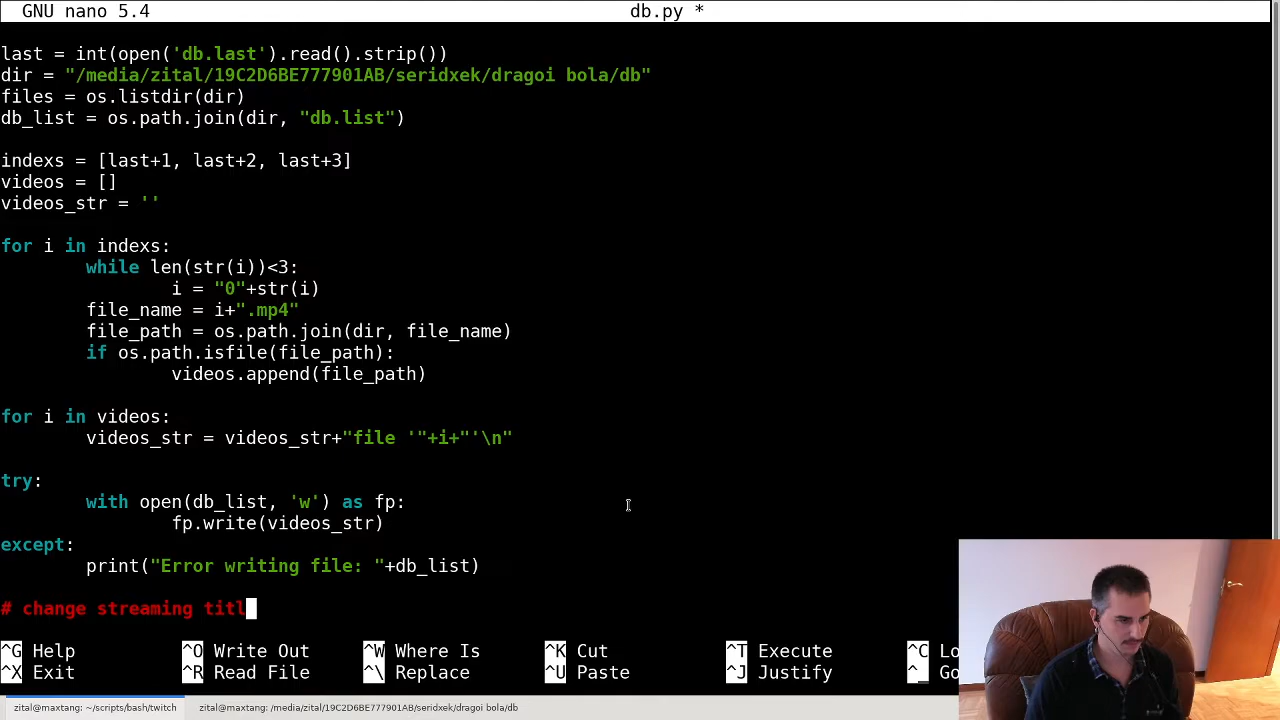 GNU nano 5.4 db.py *
last = int(open('db.last').read().strip())
dir = "/media/zital/19C2D6BE777901AB/seridxek/dragoi bola/db"
files = os.listdir(dir)
db_list = os.path.join(dir, "db.list")
indexs = [last+1, last+2, last+3]
videos = []
videos_str = ''
for i in indexs:
while len(str(i))<3:
i = "0"+str(i)
file_name = i+".mp4"
file_path = os.path.join(dir, file_name)
if os.path.isfile(file_path):
videos.append(file_path)
for i in videos:
videos_str = videos_str+"file '"+i+"'\n"
try:
with open(db_list, 'w') as fp:
fp.write(videos_str)
except:
print("Error writing file: "+db_list)
# change streaming titl
^G Help ^O Write Out ^W Where Is ^K Cut ^T Execute ^C Lo
^X Exit ^R Read File ^\ Replace ^U Paste ^J Justify ^_ Go
zital@maxtang: ~/scripts/bash/twitch zital@maxtang: /media/zital/19C2D6BE777901AB/seridxek/dragoi bola/db